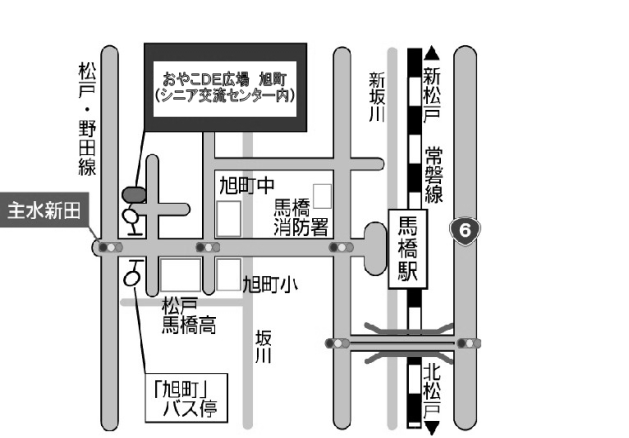 おやこDE広場 旭町
(シニア交流センター内)
松戸・野田線
主水新田
旭町中
馬橋
消防署
新坂川
新松戸
常磐線
馬橋駅
6
旭町小
松戸
馬橋高
坂川
「旭町」
バス停
北松戸